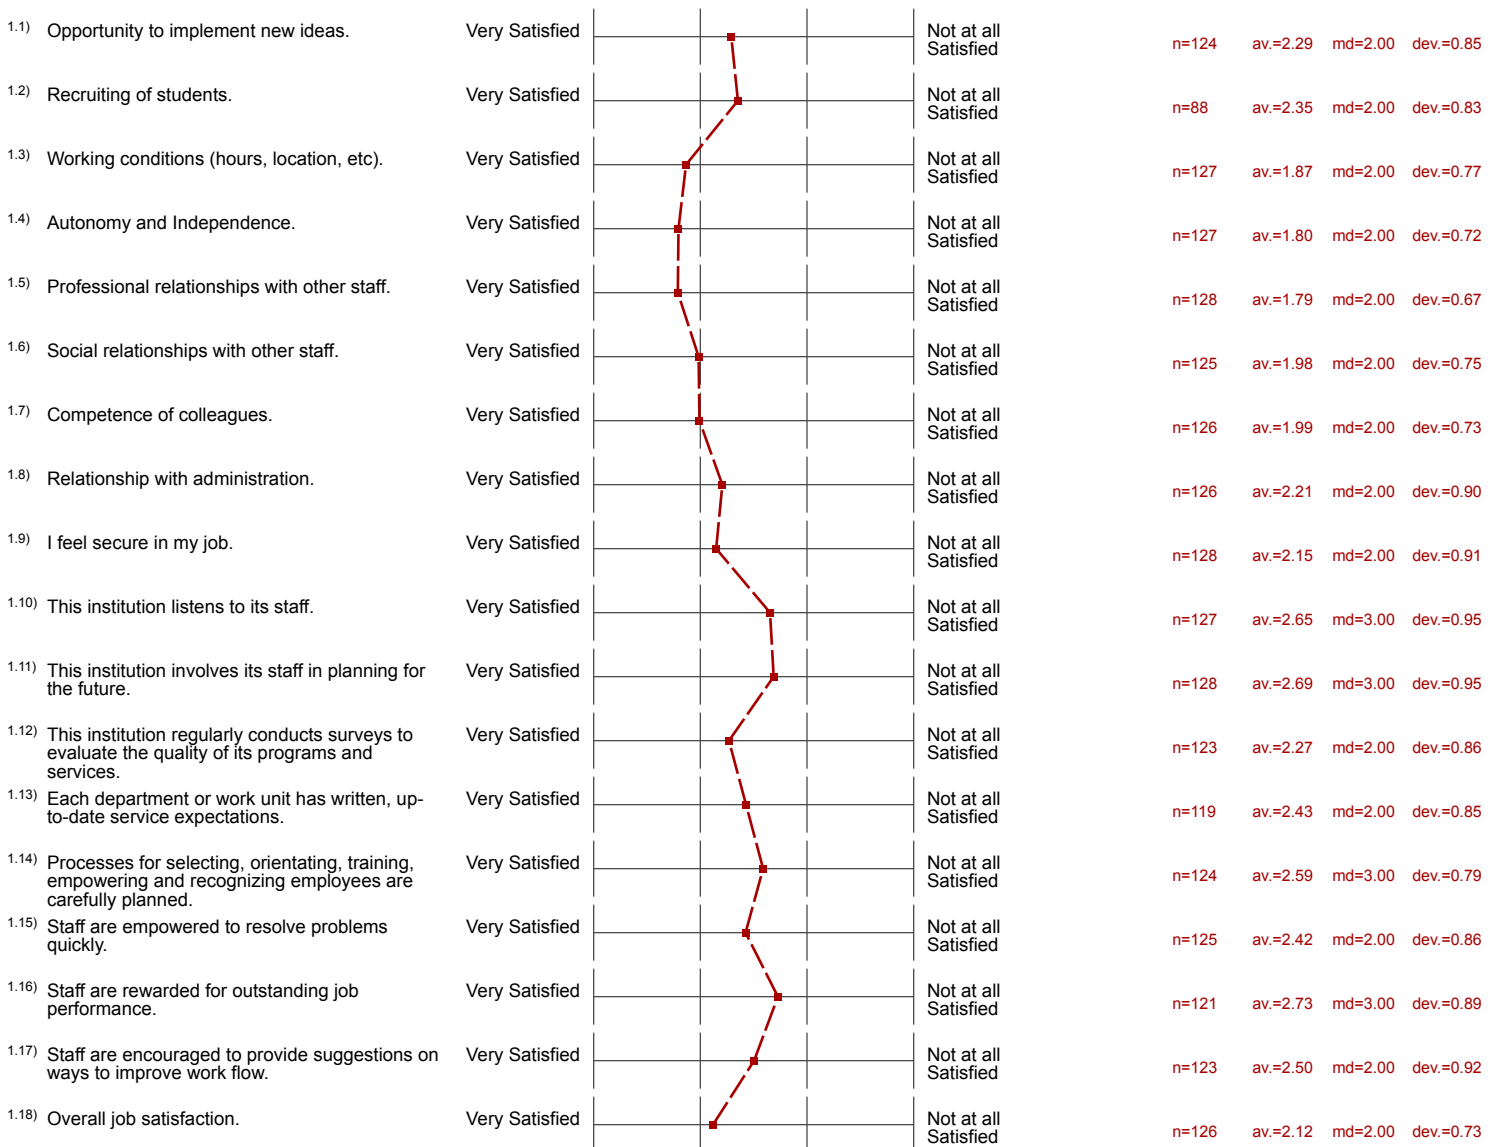 1.1) Opportunity to implement new ideas. Very Satisfied Not at all Satisfied n=124 av.=2.29 md=2.00 dev.=0.85
1.2) Recruiting of students. Very Satisfied Not at all Satisfied n=88 av.=2.35 md=2.00 dev.=0.83
1.3) Working conditions (hours, location, etc). Very Satisfied Not at all Satisfied n=127 av.=1.87 md=2.00 dev.=0.77
1.4) Autonomy and Independence. Very Satisfied Not at all Satisfied n=127 av.=1.80 md=2.00 dev.=0.72
1.5) Professional relationships with other staff. Very Satisfied Not at all Satisfied n=128 av.=1.79 md=2.00 dev.=0.67
1.6) Social relationships with other staff. Very Satisfied Not at all Satisfied n=125 av.=1.98 md=2.00 dev.=0.75
1.7) Competence of colleagues. Very Satisfied Not at all Satisfied n=126 av.=1.99 md=2.00 dev.=0.73
1.8) Relationship with administration. Very Satisfied Not at all Satisfied n=126 av.=2.21 md=2.00 dev.=0.90
1.9) I feel secure in my job. Very Satisfied Not at all Satisfied n=128 av.=2.15 md=2.00 dev.=0.91
1.10) This institution listens to its staff. Very Satisfied Not at all Satisfied n=127 av.=2.65 md=3.00 dev.=0.95
1.11) This institution involves its staff in planning for
the future. Very Satisfied Not at all Satisfied n=128 av.=2.69 md=3.00 dev.=0.95
1.12) This institution regularly conducts surveys to
evaluate the quality of its programs and
services. Very Satisfied Not at all Satisfied n=123 av.=2.27 md=2.00 dev.=0.86
1.13) Each department or work unit has written, up-
to-date service expectations. Very Satisfied Not at all Satisfied n=119 av.=2.43 md=2.00 dev.=0.85
1.14) Processes for selecting, orientating, training,
empowering and recognizing employees are
carefully planned. Very Satisfied Not at all Satisfied n=124 av.=2.59 md=3.00 dev.=0.79
1.15) Staff are empowered to resolve problems
quickly. Very Satisfied Not at all Satisfied n=125 av.=2.42 md=2.00 dev.=0.86
1.16) Staff are rewarded for outstanding job
performance. Very Satisfied Not at all Satisfied n=121 av.=2.73 md=3.00 dev.=0.89
1.17) Staff are encouraged to provide suggestions on
ways to improve work flow. Very Satisfied Not at all Satisfied n=123 av.=2.50 md=2.00 dev.=0.92
1.18) Overall job satisfaction. Very Satisfied Not at all Satisfied n=126 av.=2.12 md=2.00 dev.=0.73